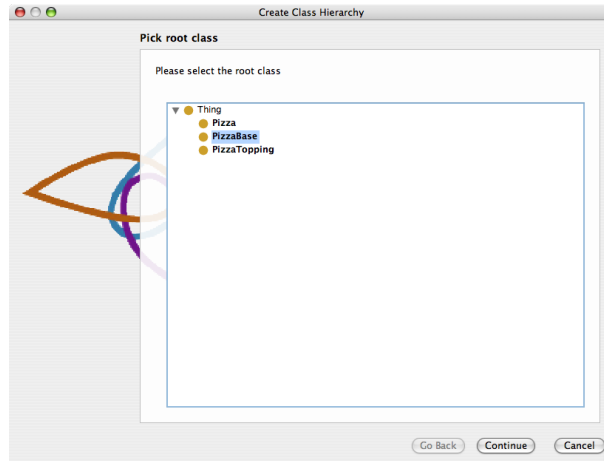 Create Class Hierarchy
Pick root class
Please select the root class
Thing
Pizza
PizzaBase
PizzaTopping
Go Back
Continue
Cancel